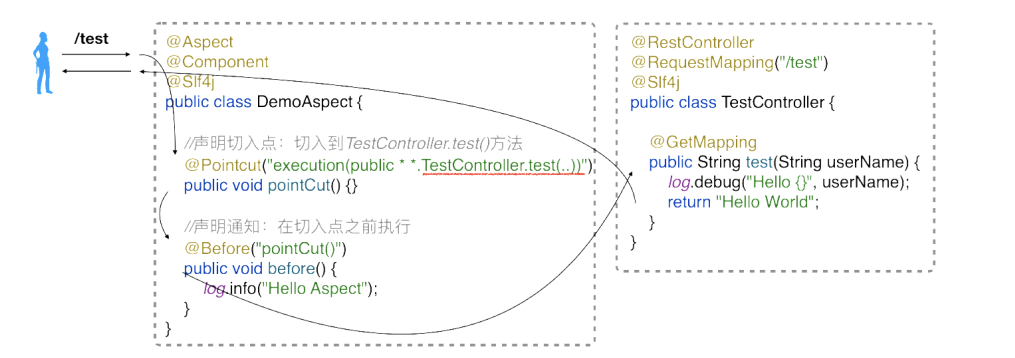 /test
@Aspect
@Component
@Slf4j
public class DemoAspect {
//声明切入点：切入到TestController.test()方法
@Pointcut("execution(public * *.TestController.test(..))")
public void pointCut() {}
//声明通知：在切入点之前执行
@Before("pointCut()")
public void before() {
log.info("Hello Aspect");
}
}
@RestController
@RequestMapping("/test")
@Slf4j
public class TestController {
@GetMapping
public String test(String userName) {
log.debug("Hello {}", userName);
return "Hello World";
}
}